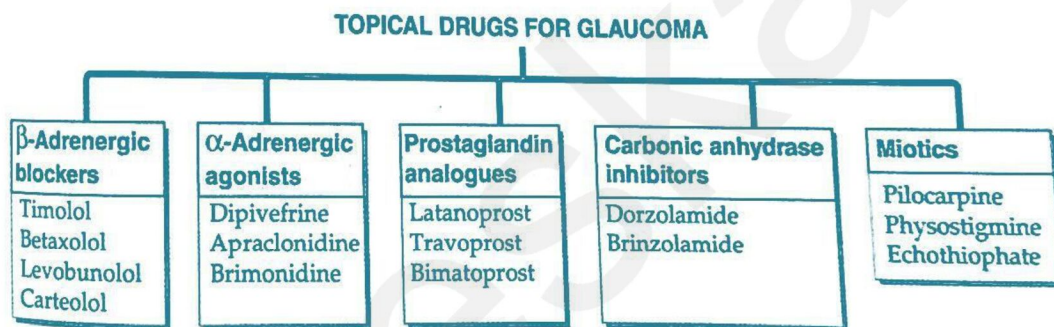 TOPICAL DRUGS FOR GLAUCOMA
β-Adrenergic
blockers
Timolol
Betaxolol
Levobunolol
Carteolol
α-Adrenergic
agonists
Dipivefrine
Apraclonidine
Brimonidine
Prostaglandin
analogues
Latanoprost
Travoprost
Bimatoprost
Carbonic anhydrase
inhibitors
Dorzolamide
Brinzolamide
Miotics
Pilocarpine
Physostigmine
Echothiophate